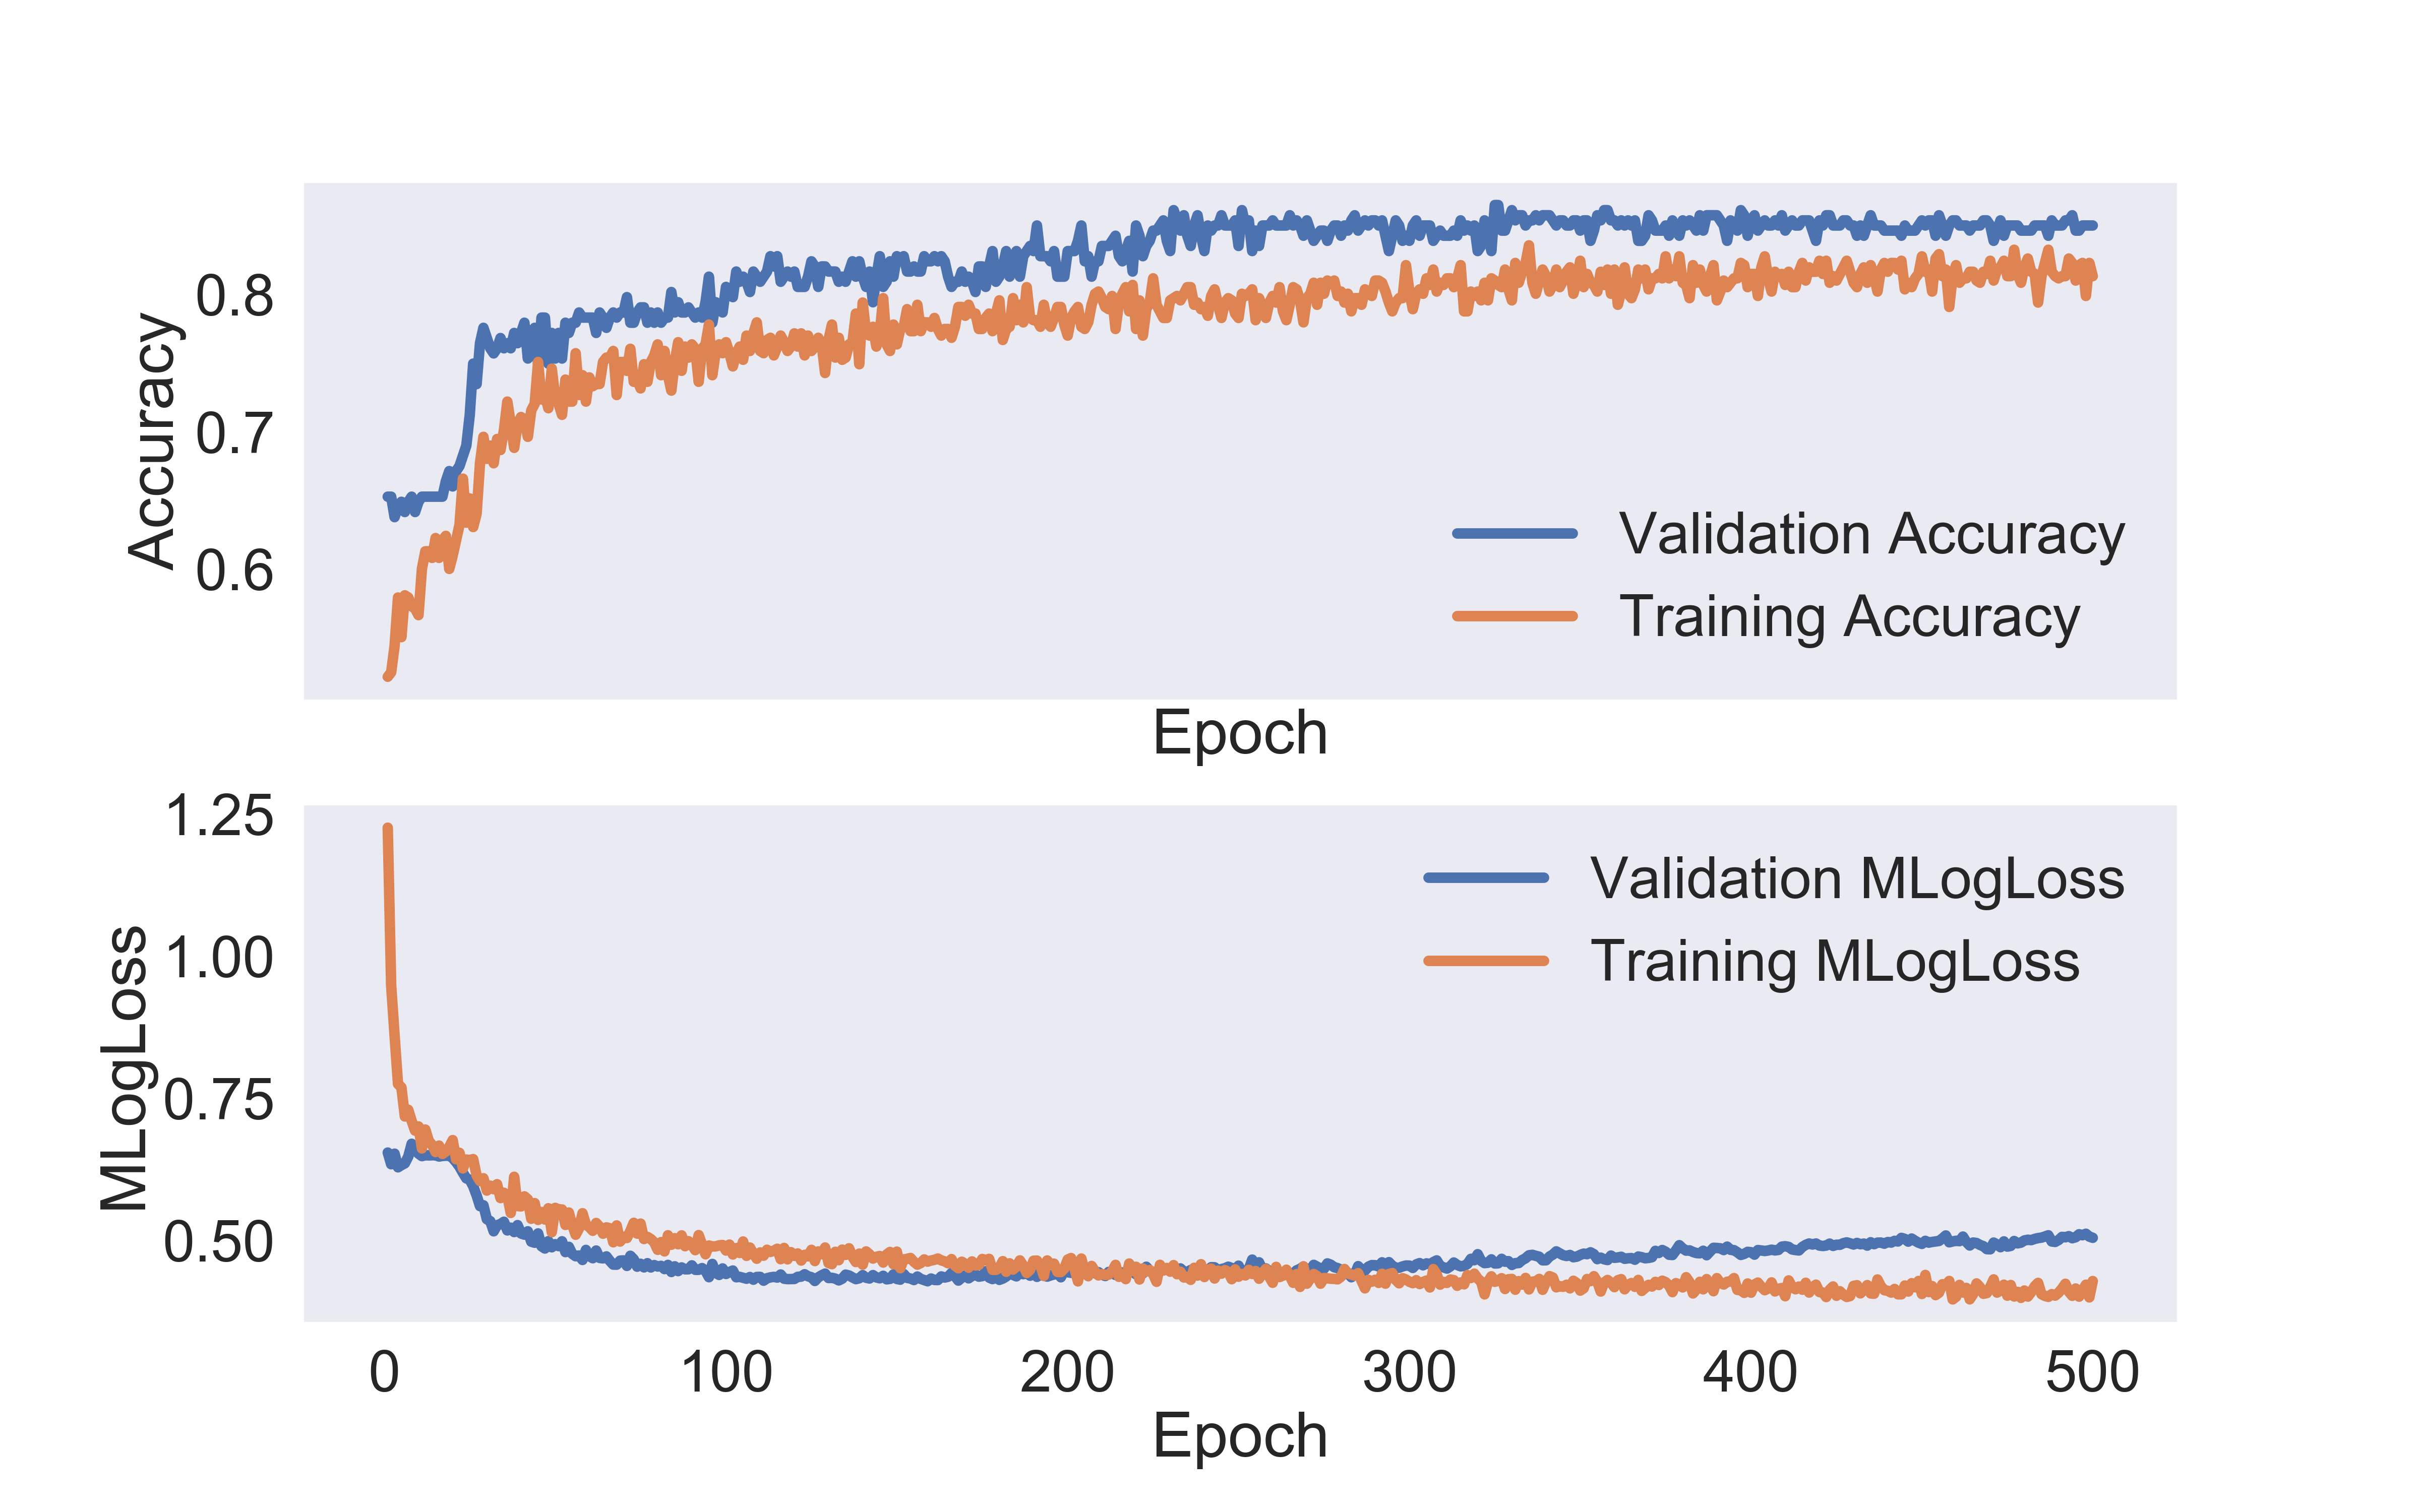 Accuracy
0.8
0.7
0.6
Validation Accuracy
Training Accuracy
Epoch
MLogLoss
1.25
1.00
0.75
0.50
Validation MLogLoss
Training MLogLoss
0 100 200 300 400 500
Epoch